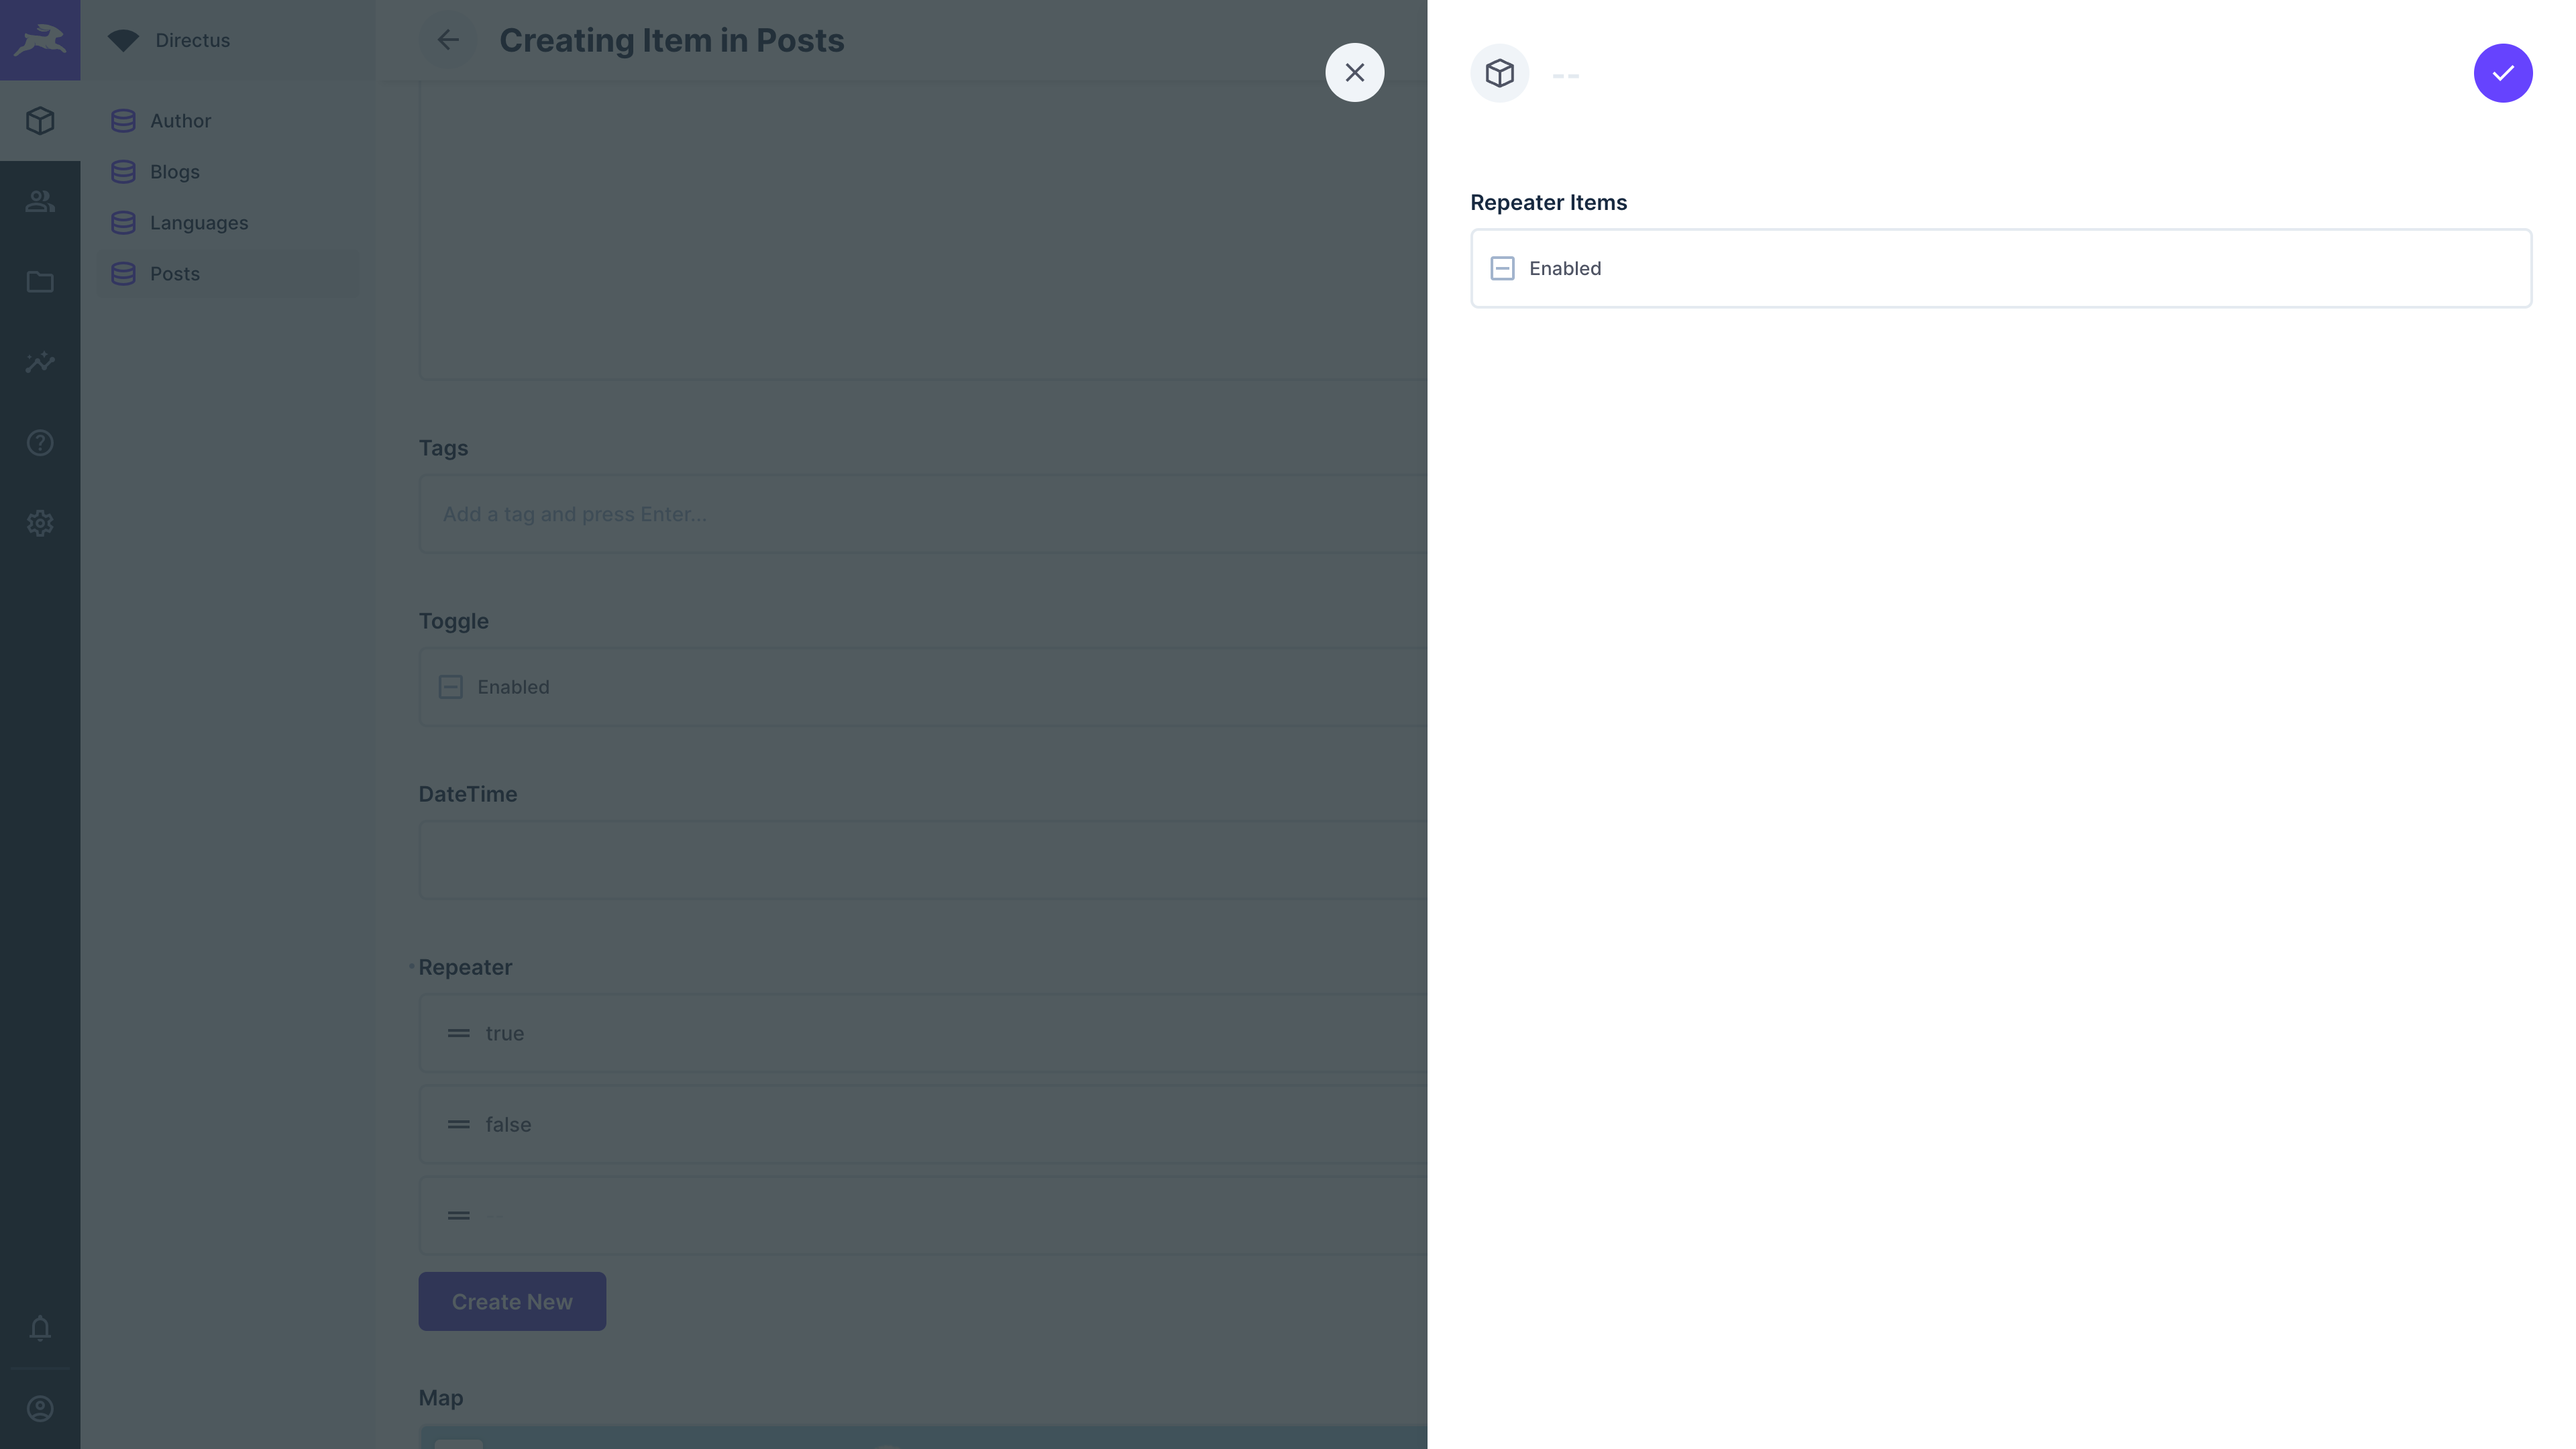 Directus
Creating Item in Posts
--
Author
Blogs
Languages
Posts
Repeater Items
Enabled
Tags
Add a tag and press Enter...
Toggle
Enabled
DateTime
Repeater
true
false
Create New
Map